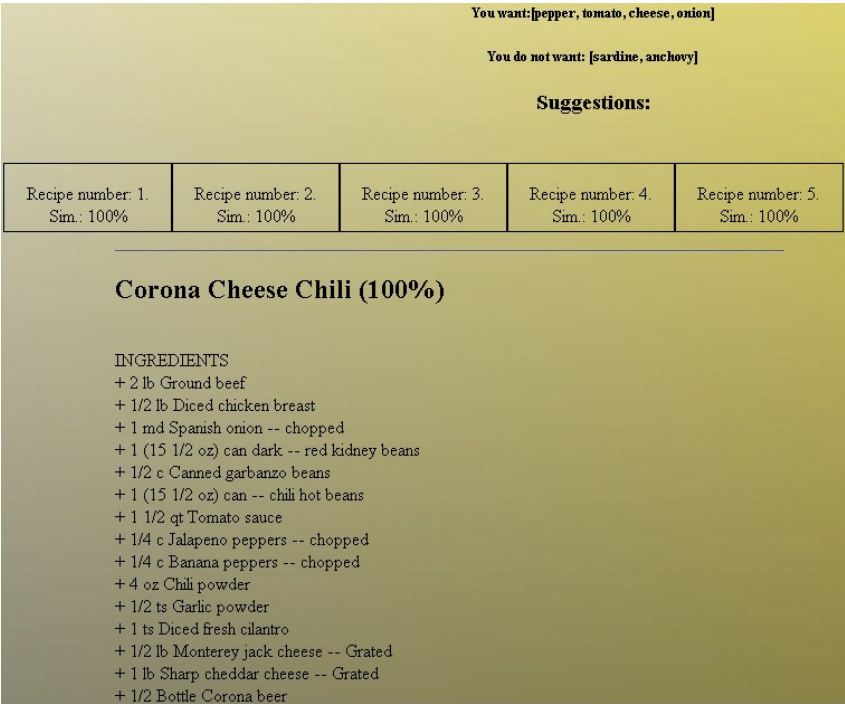 You want:[pepper, tomato, cheese, onion]
You do not want: [sardine, anchovy]
Suggestions:
Recipe number: 1.
Sim.: 100%
Recipe number: 2.
Sim.: 100%
Recipe number: 3.
Sim.: 100%
Recipe number: 4.
Sim.: 100%
Recipe number: 5.
Sim.: 100%
Corona Cheese Chili (100%)
INGREDIENTS
+ 2 lb Ground beef
+ 1/2 lb Diced chicken breast
+ 1 md Spanish onion -- chopped
+ 1 (15 1/2 oz) can dark -- red kidney beans
+ 1/2 c Canned garbanzo beans
+ 1 (15 1/2 oz) can -- chili hot beans
+ 1 1/2 qt Tomato sauce
+ 1/4 c Jalapeno peppers -- chopped
+ 1/4 c Banana peppers -- chopped
+ 4 oz Chili powder
+ 1/2 ts Garlic powder
+ 1 ts Diced fresh cilantro
+ 1/2 lb Monterey jack cheese -- Grated
+ 1 lb Sharp cheddar cheese -- Grated
+ 1/2 Bottle Corona beer